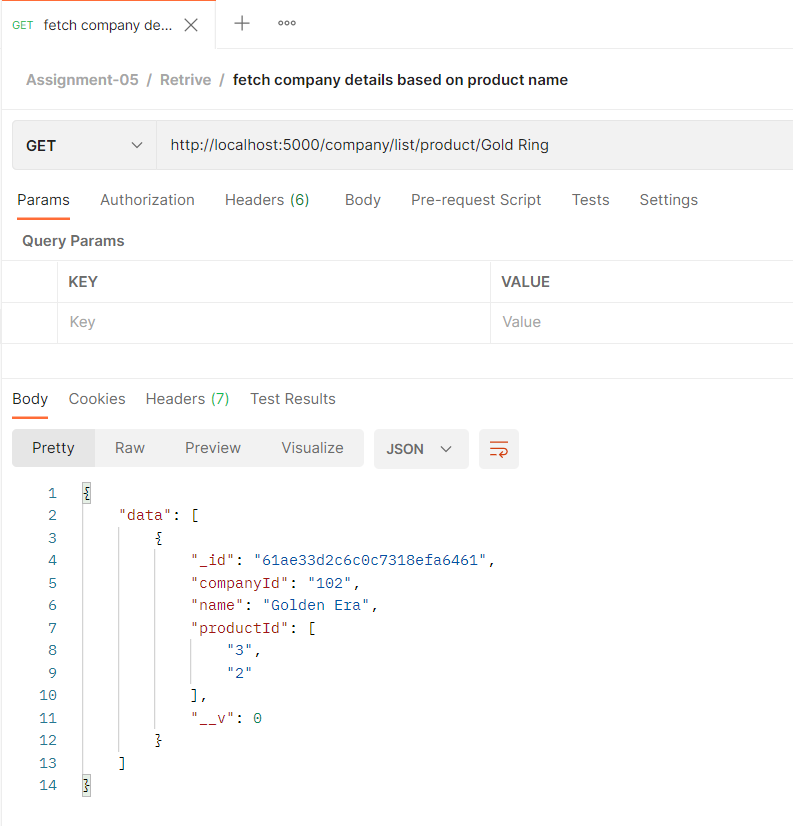 GET fetch company de...
Assignment-05 / Retrive / fetch company details based on product name
GET http://localhost:5000/company/list/product/Gold Ring
Params Authorization Headers (6) Body Pre-request Script Tests Settings
Query Params
KEY VALUE
Key Value
Body Cookies Headers (7) Test Results
Pretty Raw Preview Visualize JSON
1 {
2 "data": [
3 {
4 "_id": "61ae33d2c6c0c7318efa6461",
5 "companyId": "102",
6 "name": "Golden Era",
7 "productId": [
8 "3",
9 "2"
10 ],
11 "__v": 0
12 }
13 ]
14 }